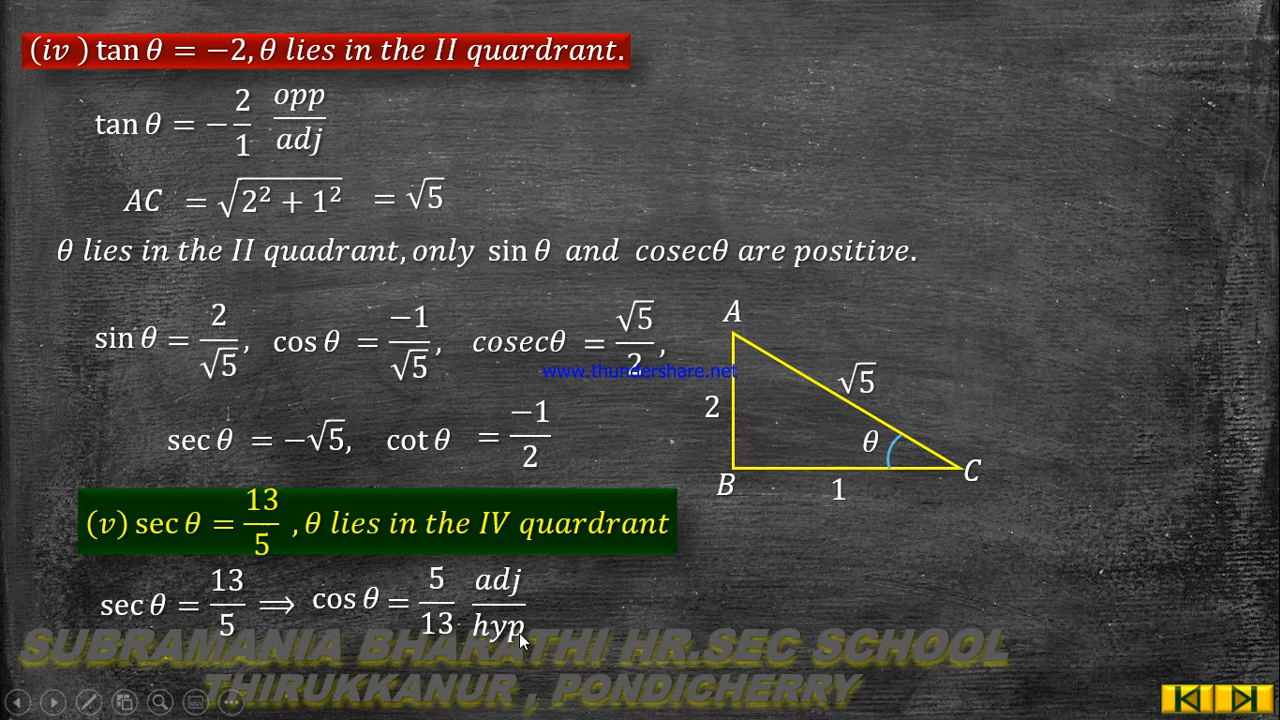 (iv) tan θ = −2, θ lies in the II quardrant.
tan θ = − 2/1 opp/adj
AC = √(2² + 1²) = √5
θ lies in the II quadrant, only sin θ and cosecθ are positive.
sin θ = 2/√5, cos θ = −1/√5, cosecθ = √5/2,
www.thundershare.net
sec θ = −√5, cot θ = −1/2
A
√5
2
θ
B
C
1
(v) sec θ = 13/5 , θ lies in the IV quardrant
sec θ = 13/5 ⟹ cos θ = 5/13 adj/hyp
SUBRAMANIA BHARATHI HR.SEC SCHOOL
THIRUKKANUR , PONDICHERRY